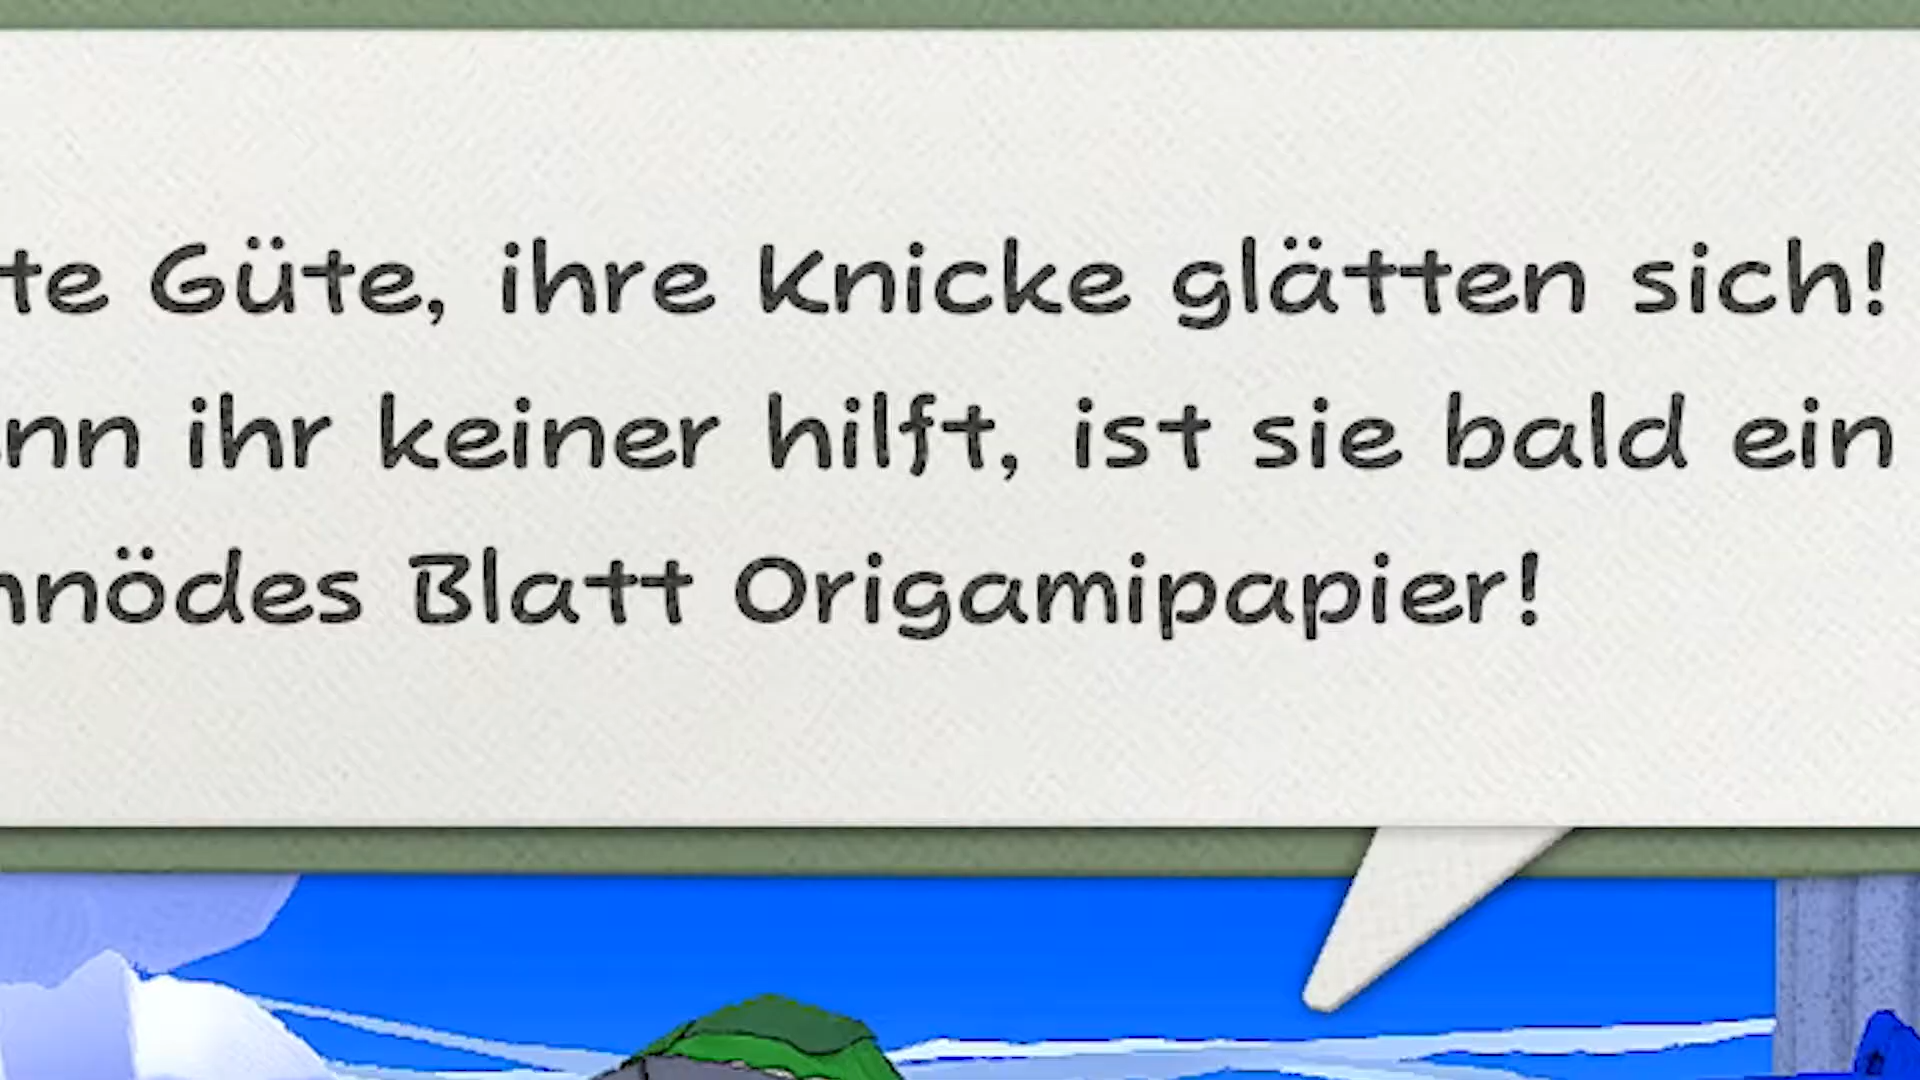 te Güte, ihre Knicke glätten sich!
nn ihr keiner hilft, ist sie bald ein
nnödes Blatt Origamipapier!